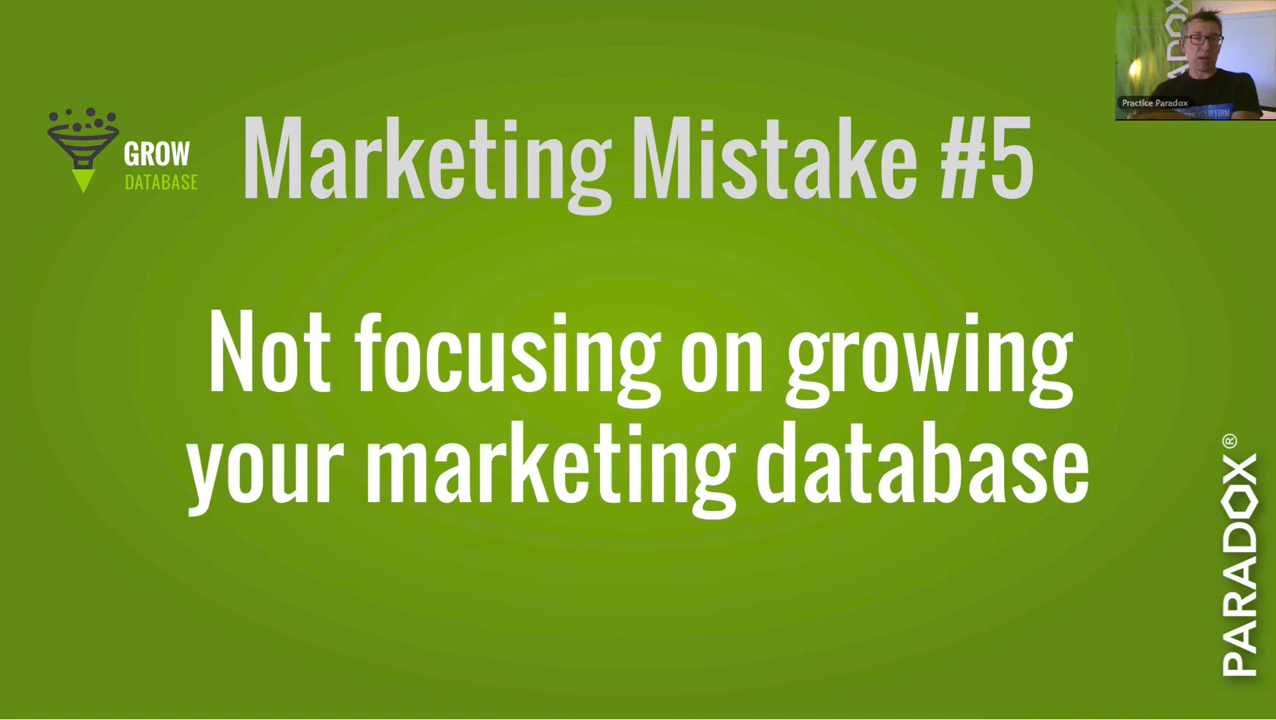 GROW
DATABASE
Marketing Mistake #5
Not focusing on growing
your marketing database
Practice Paradox
PARADOX®